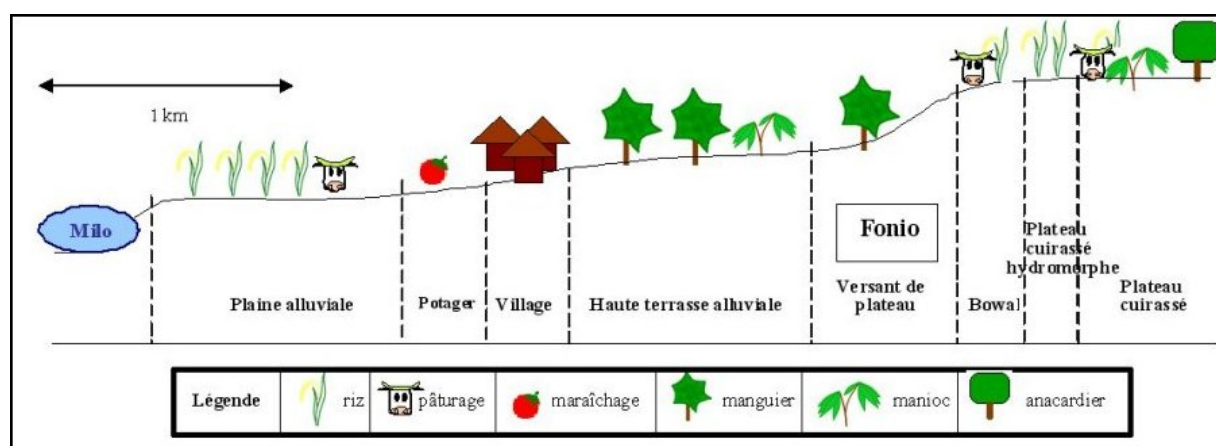 1 km
Milo
Fonio
Plaine alluviale
Potager
Village
Haute terrasse alluviale
Versant de
plateau
Bowal
Plateau
cuirassé
hydromorphe
Plateau
cuirassé
Légende
riz
pâturage
maraîchage
manguier
manioc
anacardier